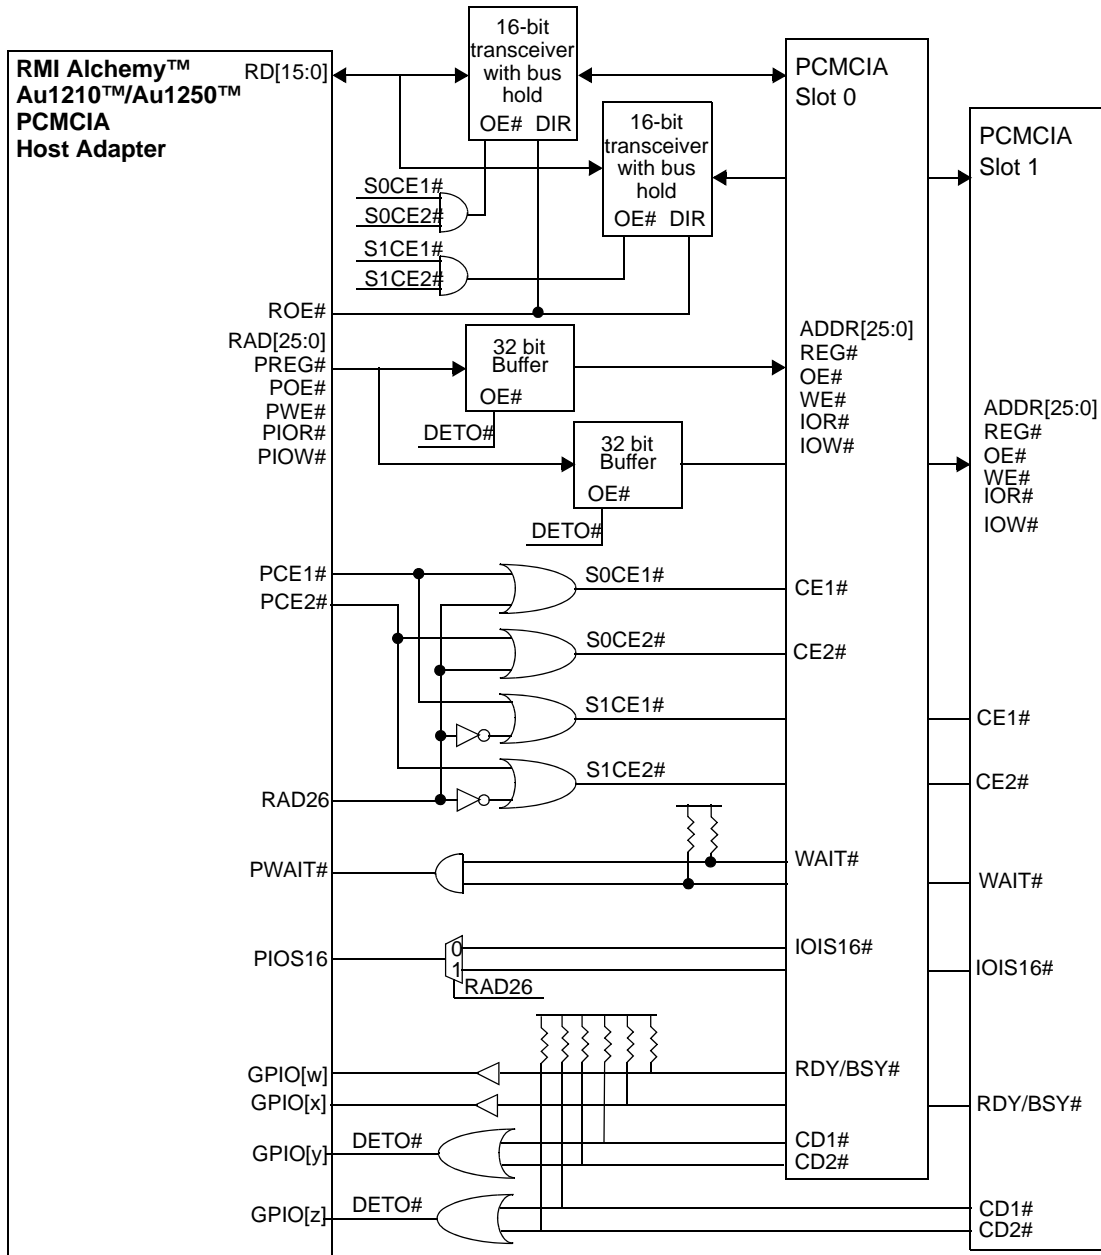 RMI Alchemy™
Au1210™/Au1250™
PCMCIA
Host Adapter
RD[15:0]
16-bit
transceiver
with bus
hold
OE# DIR
16-bit
transceiver
with bus
hold
OE# DIR
PCMCIA
Slot 0
PCMCIA
Slot 1
S0CE1#
S0CE2#
S1CE1#
S1CE2#
ROE#
RAD[25:0]
PREG#
POE#
PWE#
PIOR#
PIOW#
32 bit
Buffer
OE#
DETO#
32 bit
Buffer
OE#
DETO#
ADDR[25:0]
REG#
OE#
WE#
IOR#
IOW#
ADDR[25:0]
REG#
OE#
WE#
IOR#
IOW#
PCE1#
PCE2#
S0CE1#
CE1#
S0CE2#
CE2#
S1CE1#
CE1#
S1CE2#
CE2#
RAD26
PWAIT#
WAIT#
WAIT#
PIOS16
0
1
RAD26
IOIS16#
IOIS16#
GPIO[w]
RDY/BSY#
GPIO[x]
RDY/BSY#
GPIO[y]
DETO#
CD1#
CD2#
GPIO[z]
DETO#
CD1#
CD2#